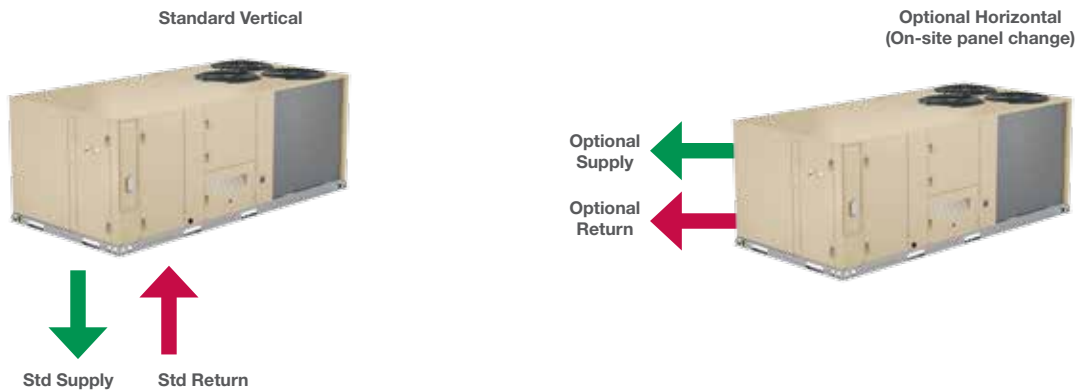 Standard Vertical
Optional Horizontal
(On-site panel change)
Optional
Supply
Optional
Return
Std Supply
Std Return